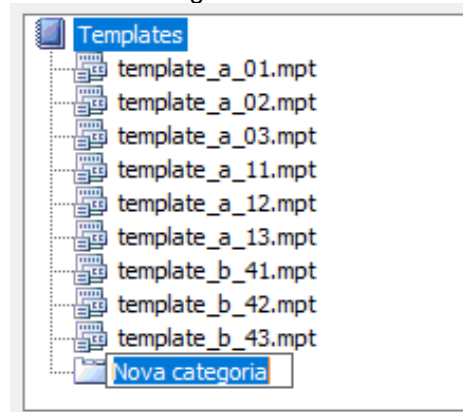 Templates
template_a_01.mpt
template_a_02.mpt
template_a_03.mpt
template_a_11.mpt
template_a_12.mpt
template_a_13.mpt
template_b_41.mpt
template_b_42.mpt
template_b_43.mpt
Nova categoria